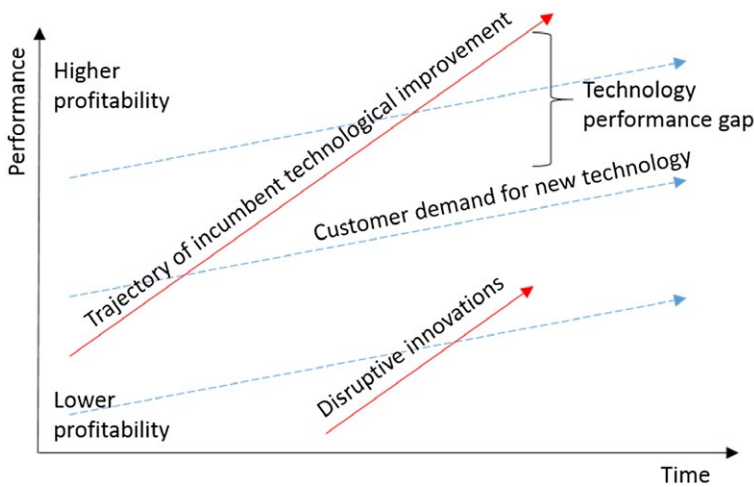 Performance
Higher
profitability
Trajectory of incumbent technological improvement
Technology
performance gap
Customer demand for new technology
Disruptive innovations
Lower
profitability
Time